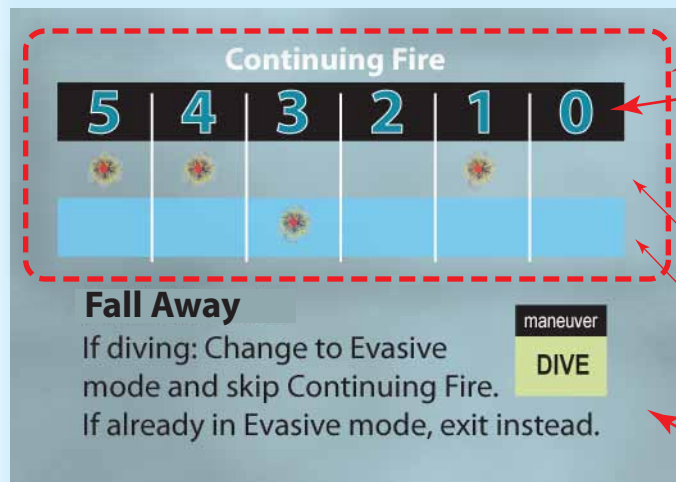 Continuing Fire
5 4 3 2 1 0
Fall Away
maneuver
DIVE
If diving: Change to Evasive
mode and skip Continuing Fire.
If already in Evasive mode, exit instead.